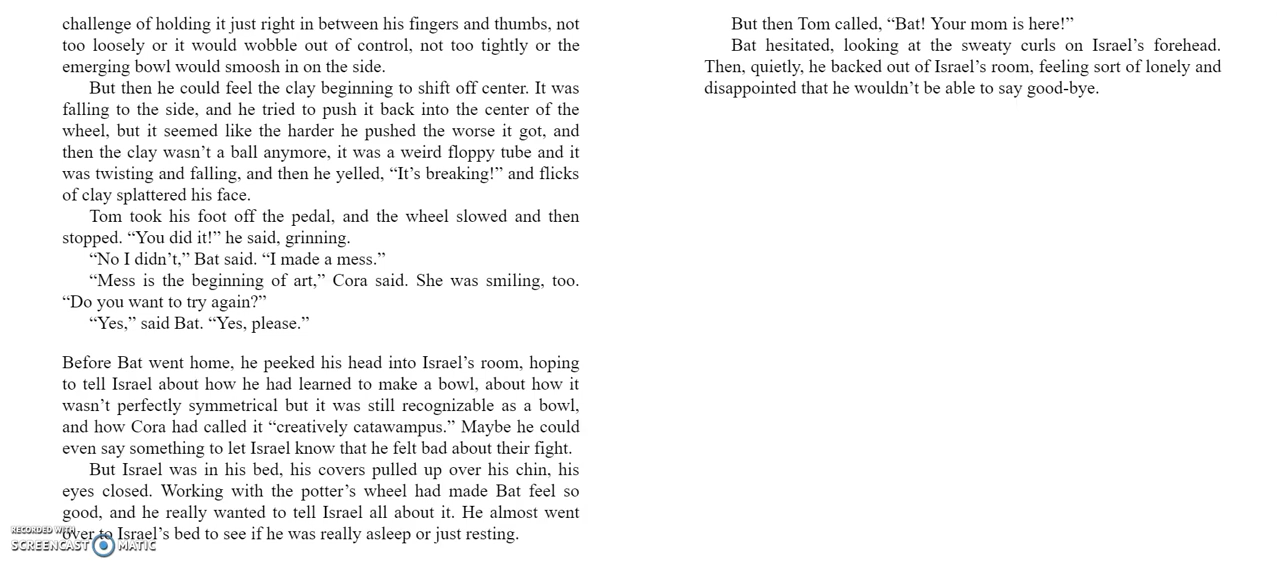 challenge of holding it just right in between his fingers and thumbs, not
too loosely or it would wobble out of control, not too tightly or the
emerging bowl would smoosh in on the side.
But then he could feel the clay beginning to shift off center. It was
falling to the side, and he tried to push it back into the center of the
wheel, but it seemed like the harder he pushed the worse it got, and
then the clay wasn’t a ball anymore, it was a weird floppy tube and it
was twisting and falling, and then he yelled, “It’s breaking!” and flicks
of clay splattered his face.
Tom took his foot off the pedal, and the wheel slowed and then
stopped. “You did it!” he said, grinning.
“No I didn’t,” Bat said. “I made a mess.”
“Mess is the beginning of art,” Cora said. She was smiling, too.
“Do you want to try again?”
“Yes,” said Bat. “Yes, please.”
Before Bat went home, he peeked his head into Israel’s room, hoping
to tell Israel about how he had learned to make a bowl, about how it
wasn’t perfectly symmetrical but it was still recognizable as a bowl,
and how Cora had called it “creatively catawampus.” Maybe he could
even say something to let Israel know that he felt bad about their fight.
But Israel was in his bed, his covers pulled up over his chin, his
eyes closed. Working with the potter’s wheel had made Bat feel so
good, and he really wanted to tell Israel all about it. He almost went
over to Israel’s bed to see if he was really asleep or just resting.
But then Tom called, “Bat! Your mom is here!”
Bat hesitated, looking at the sweaty curls on Israel’s forehead.
Then, quietly, he backed out of Israel’s room, feeling sort of lonely and
disappointed that he wouldn’t be able to say good-bye.
RECORDED WITH
SCREENCAST MATIC